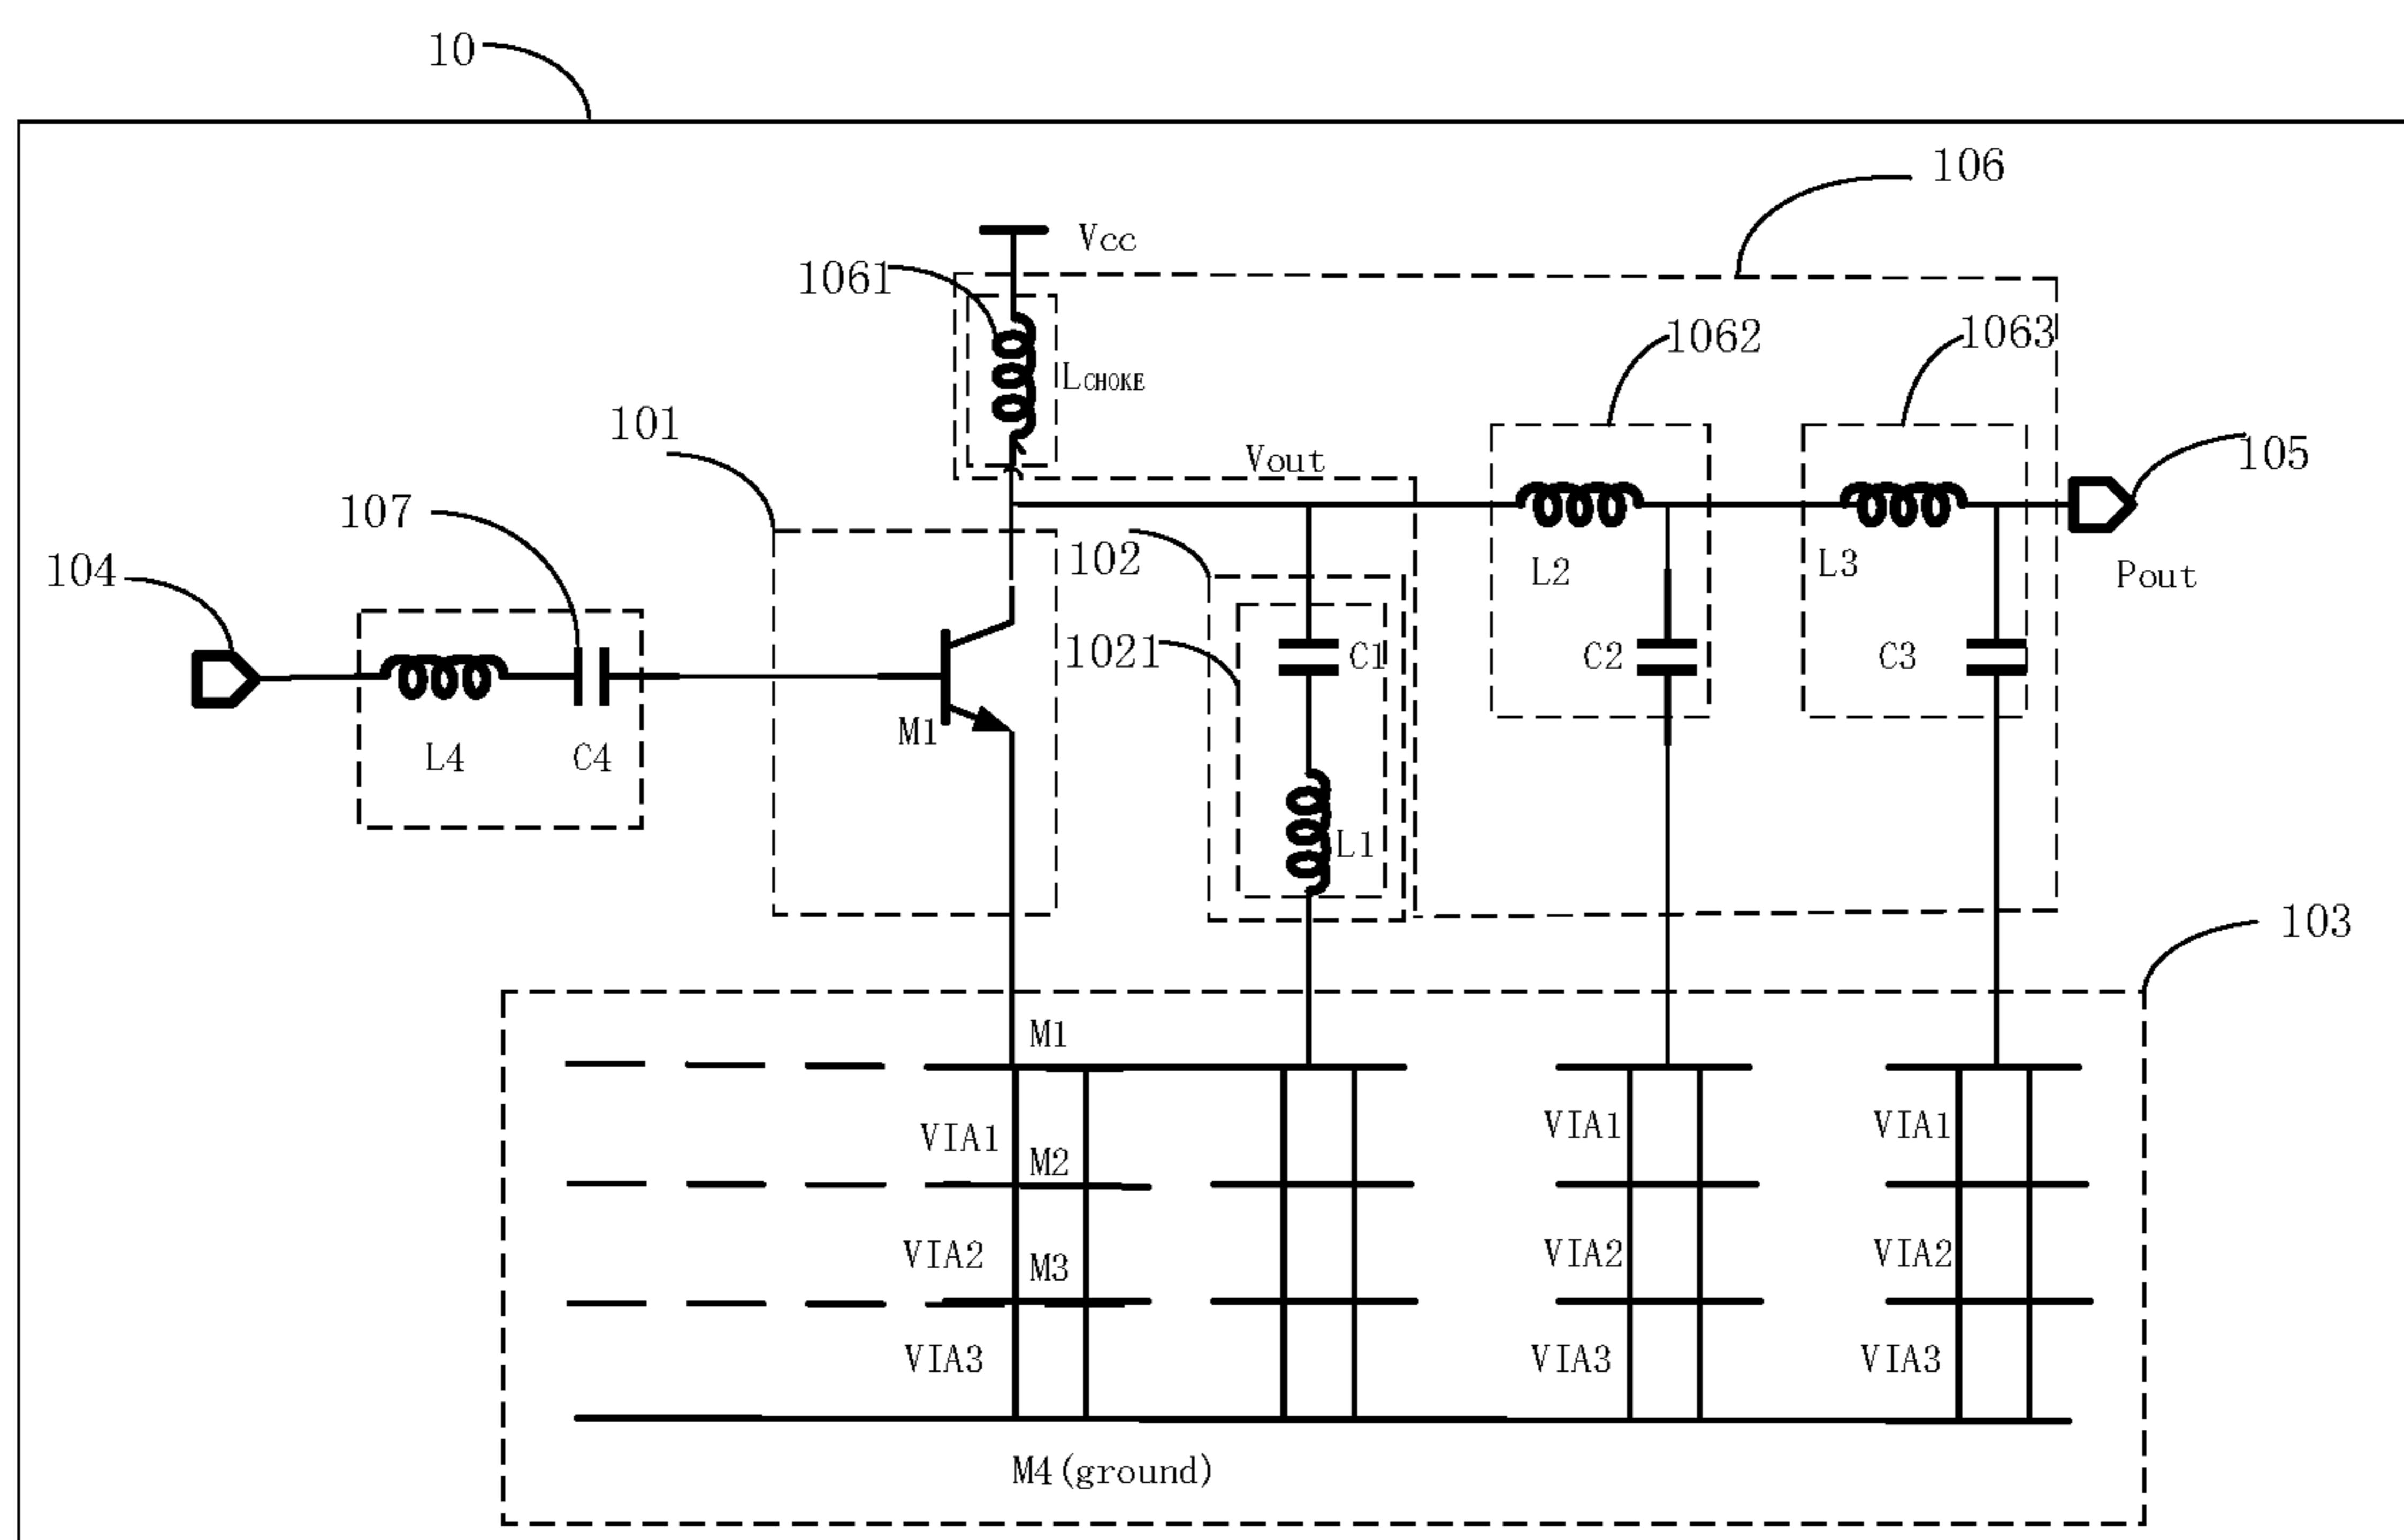 10
106
Vcc
1061
1062
1063
LCHOKE
101
Vout
105
107
102
104
L2
L3
Pout
1021
C1
C2
C3
M1
L4
C4
L1
103
M1
VIA1
VIA1
VIA1
M2
VIA2
M3
VIA2
VIA2
VIA3
VIA3
VIA3
M4(ground)